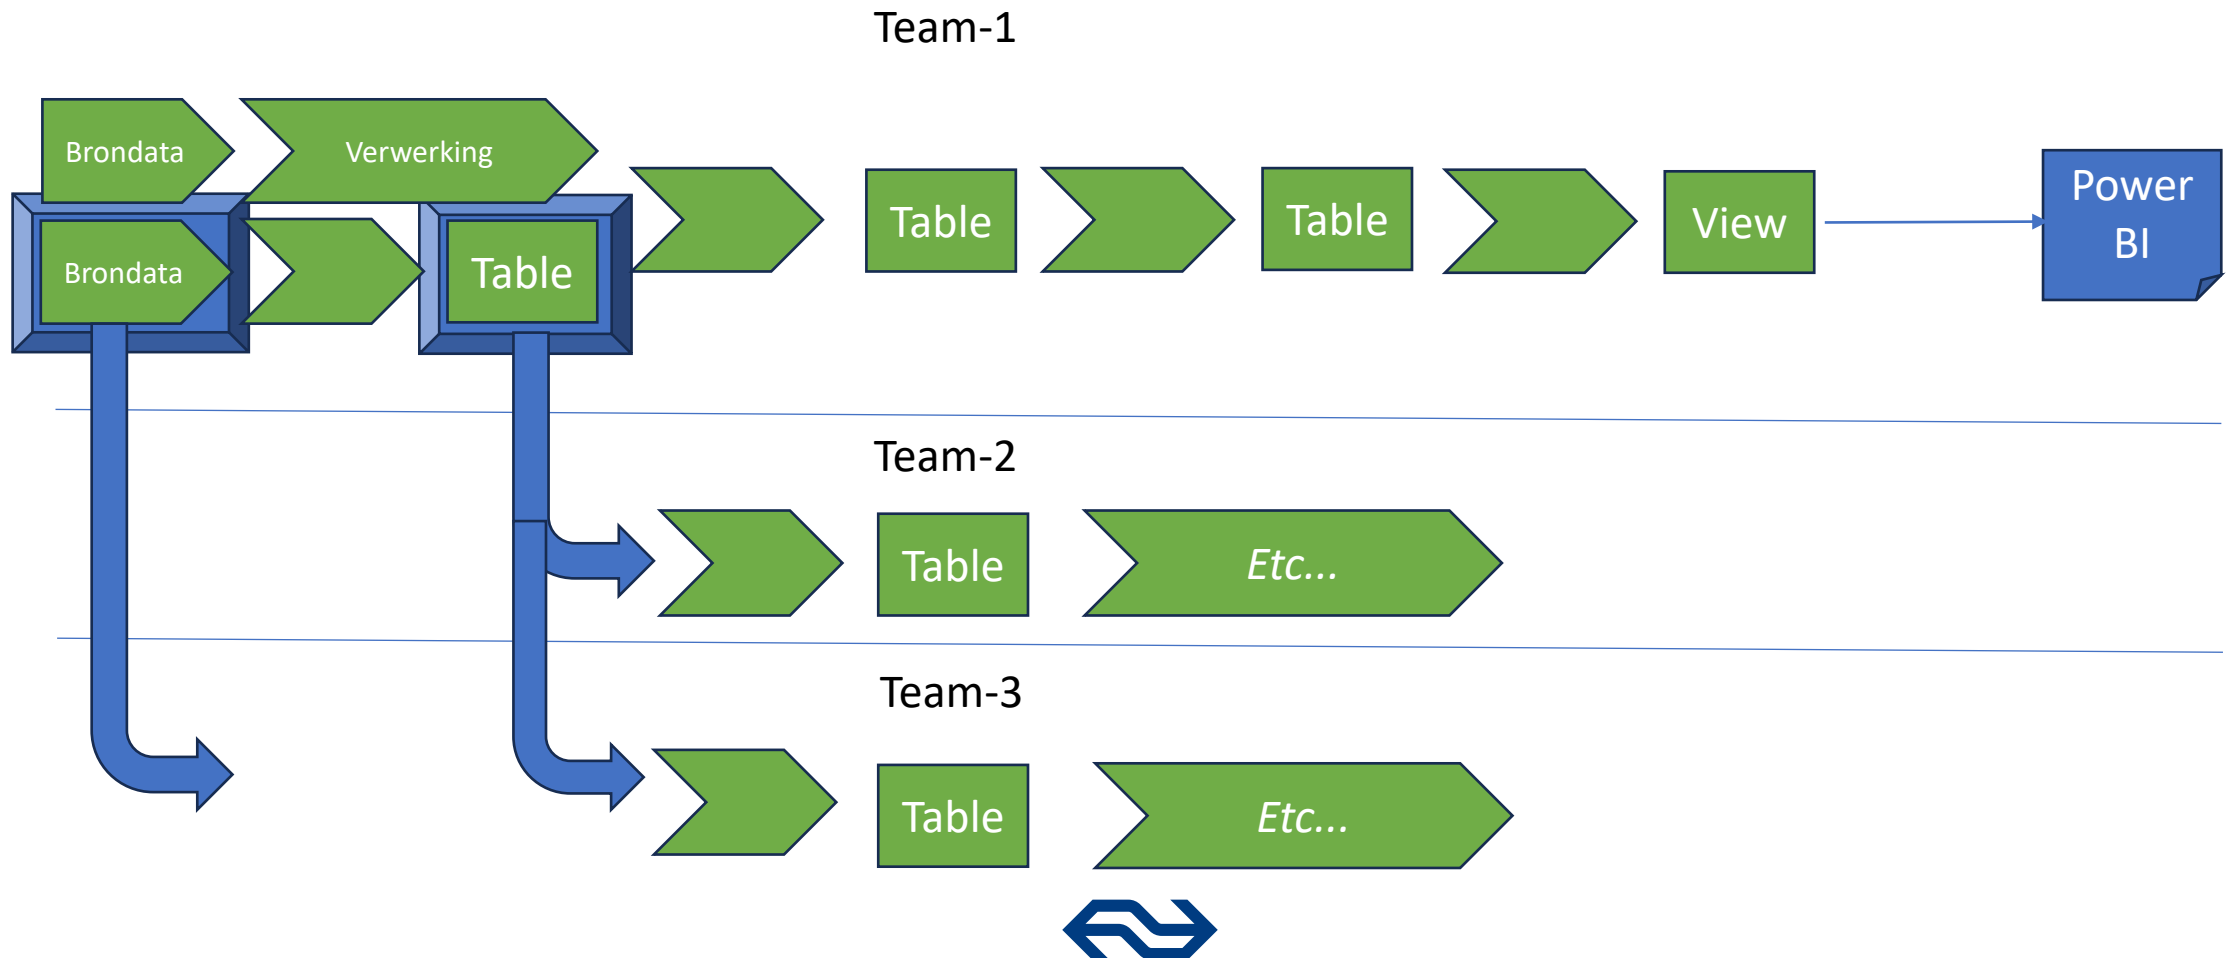 Team-1
Brondata
Verwerking
Brondata
Table
Table
Table
View
Power
BI
Team-2
Table
Etc...
Team-3
Table
Etc...